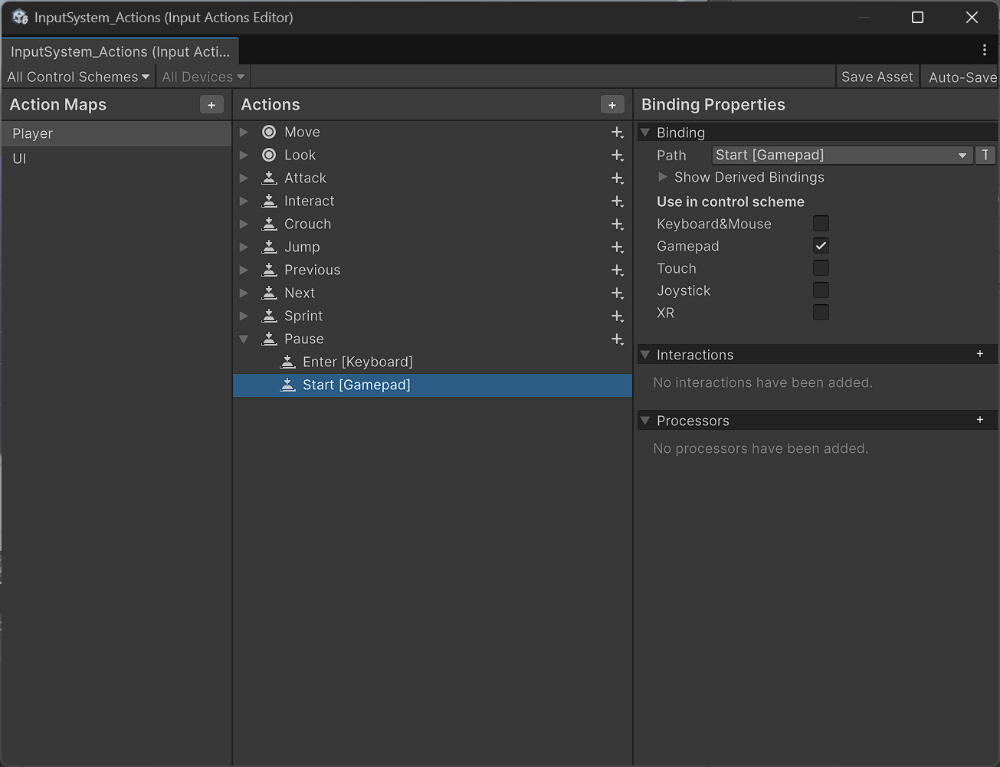 InputSystem_Actions (Input Actions Editor)
InputSystem_Actions (Input Acti...
All Control Schemes
All Devices
Save Asset
Auto-Save
Action Maps
+
Player
UI
Actions
+
Move
Look
Attack
Interact
Crouch
Jump
Previous
Next
Sprint
Pause
Enter [Keyboard]
Start [Gamepad]
Binding Properties
Binding
Path Start [Gamepad] T
Show Derived Bindings
Use in control scheme
Keyboard&Mouse
Gamepad
Touch
Joystick
XR
Interactions +
No interactions have been added.
Processors +
No processors have been added.